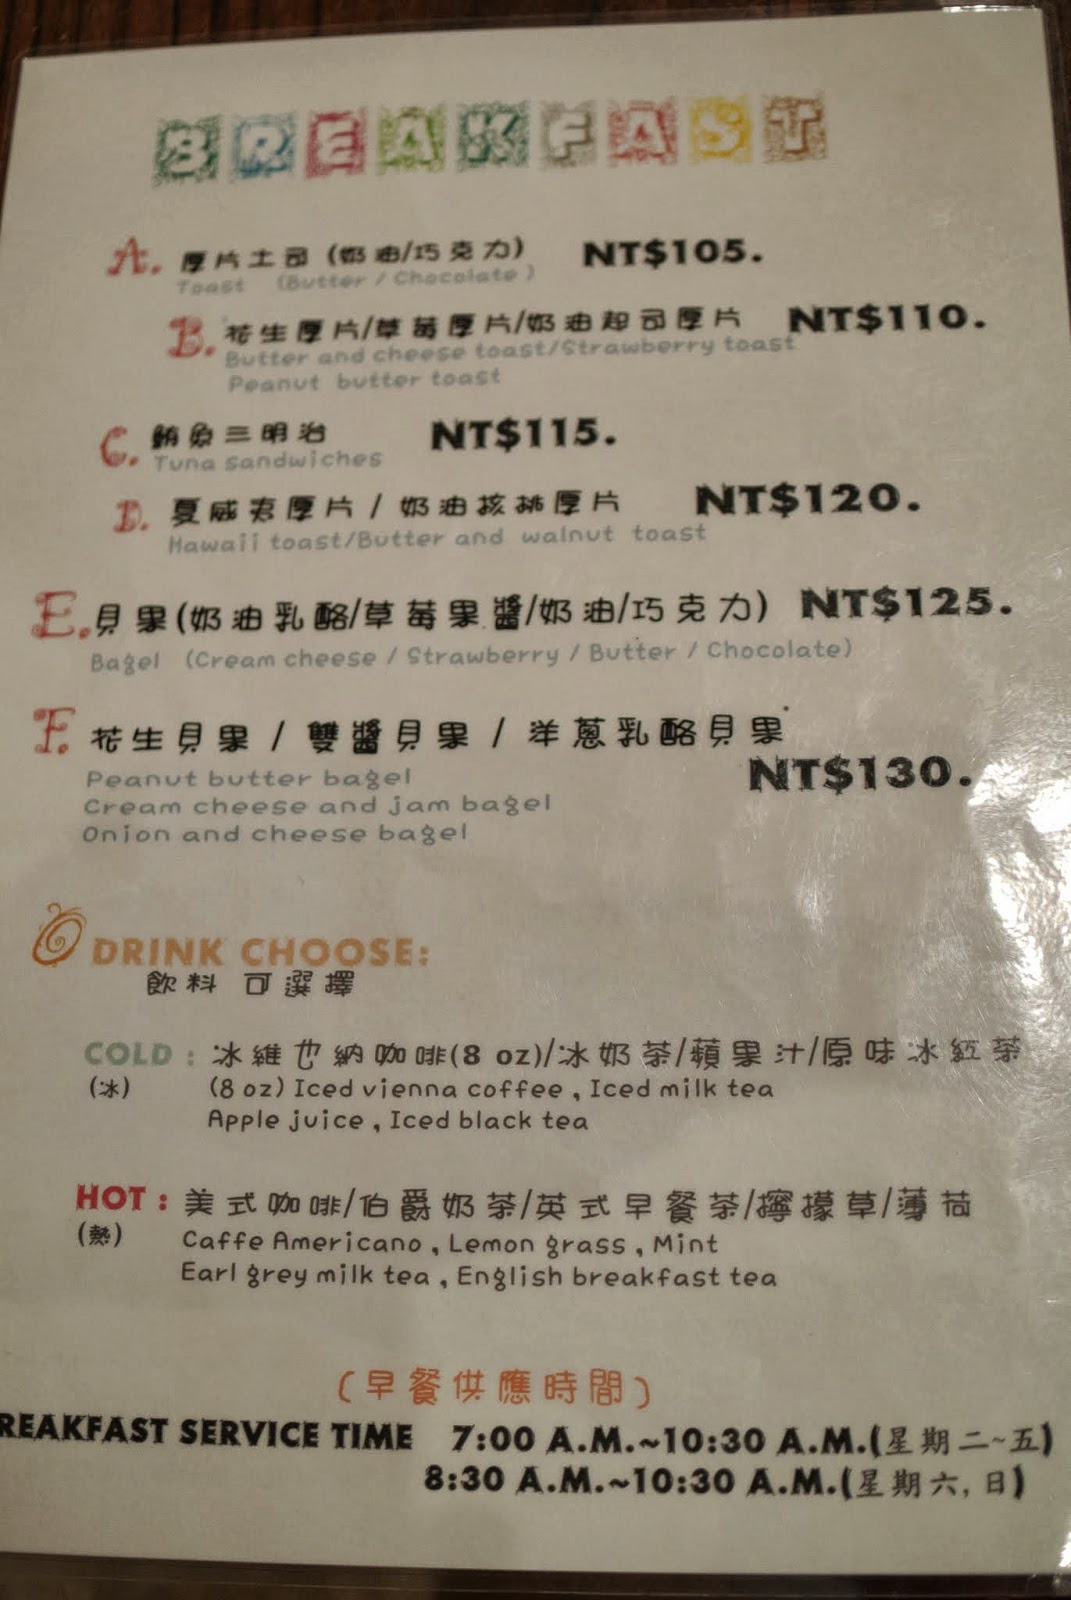 BREAKFAST
A. 厚片土司 (奶油/巧克力) NT$105.
Toast (Butter / Chocolate )
B. 花生厚片/草莓厚片/奶油起司厚片 NT$110.
Butter and cheese toast/Strawberry toast
Peanut butter toast
C. 鮪魚三明治 NT$115.
Tuna sandwiches
D. 夏威夷厚片 / 奶油核桃厚片 NT$120.
Hawaii toast/Butter and walnut toast
E. 貝果(奶油乳酪/草莓果醬/奶油/巧克力) NT$125.
Bagel (Cream cheese / Strawberry / Butter / Chocolate)
F. 花生貝果 / 雙醬貝果 / 洋蔥乳酪貝果
NT$130.
Peanut butter bagel
Cream cheese and jam bagel
Onion and cheese bagel
DRINK CHOOSE:
飲料 可選擇
COLD : 冰維也納咖啡(8 oz)/冰奶茶/蘋果汁/原味冰紅茶
(冰) (8 oz) Iced vienna coffee , Iced milk tea
Apple juice , Iced black tea
HOT : 美式咖啡/伯爵奶茶/英式早餐茶/檸檬草/薄荷
(熱) Caffe Americano , Lemon grass , Mint
Earl grey milk tea , English breakfast tea
(早餐供應時間)
REAKFAST SERVICE TIME 7:00 A.M.~10:30 A.M.(星期二~五)
8:30 A.M.~10:30 A.M.(星期六, 日)